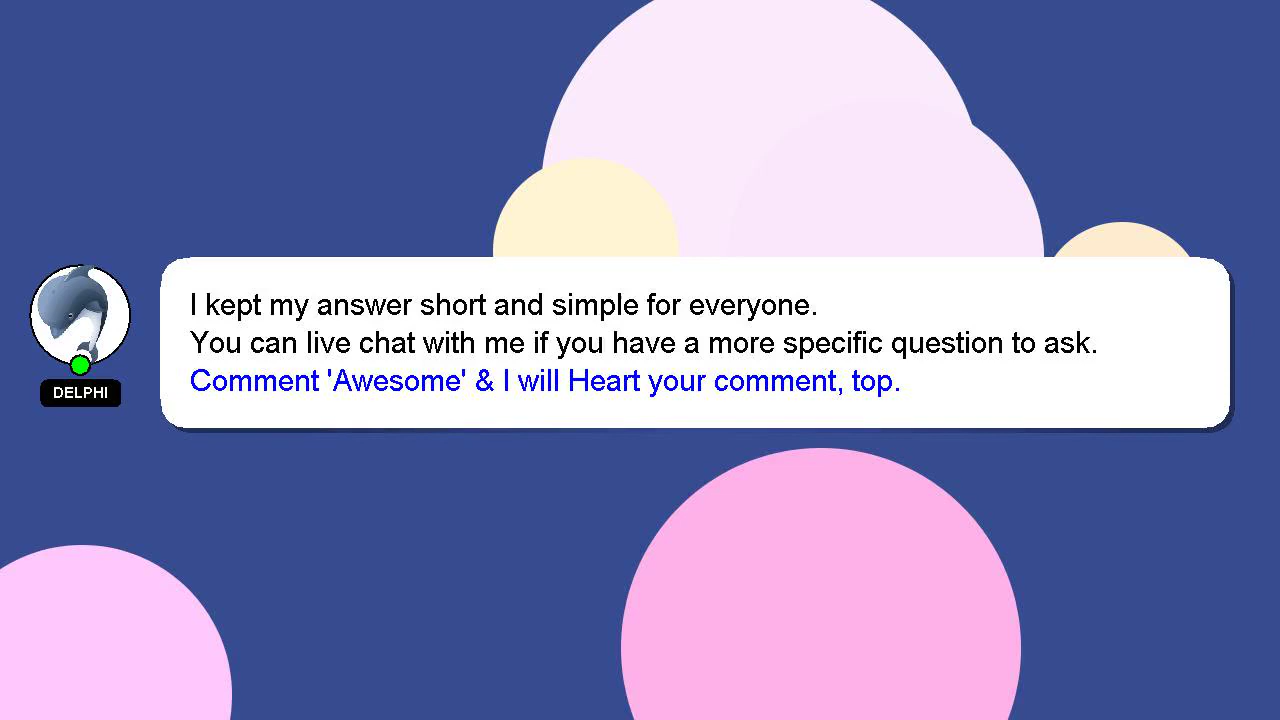 I kept my answer short and simple for everyone.
You can live chat with me if you have a more specific question to ask.
Comment 'Awesome' & I will Heart your comment, top.
DELPHI